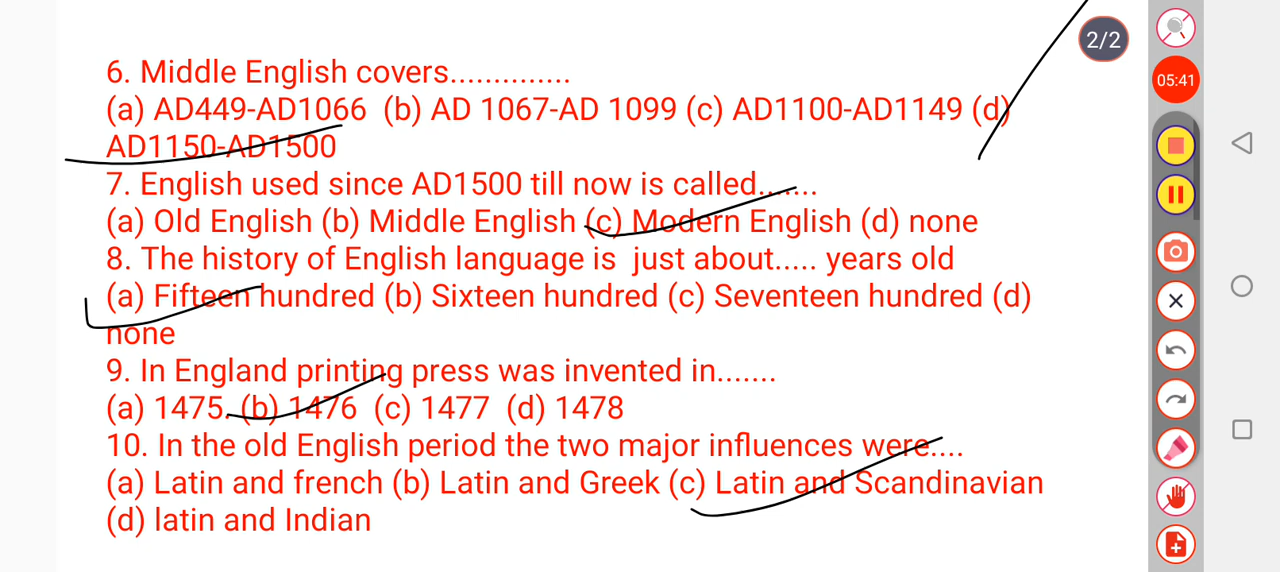 2/2
6. Middle English covers..............
(a) AD449-AD1066 (b) AD 1067-AD 1099 (c) AD1100-AD1149 (d)
AD1150-AD1500
7. English used since AD1500 till now is called.......
(a) Old English (b) Middle English (c) Modern English (d) none
8. The history of English language is just about..... years old
(a) Fifteen hundred (b) Sixteen hundred (c) Seventeen hundred (d)
none
9. In England printing press was invented in.......
(a) 1475. (b) 1476 (c) 1477 (d) 1478
10. In the old English period the two major influences were....
(a) Latin and french (b) Latin and Greek (c) Latin and Scandinavian
(d) latin and Indian
05:41